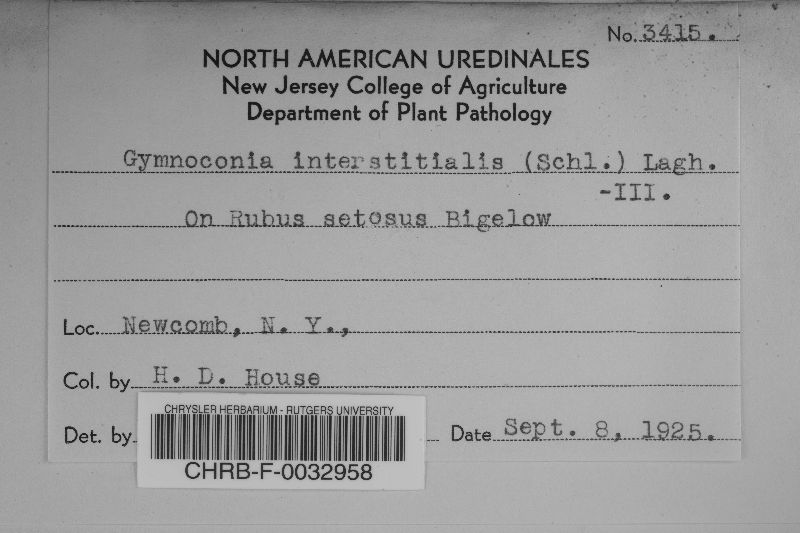 No. 3415.
NORTH AMERICAN UREDINALES
New Jersey College of Agriculture
Department of Plant Pathology
Gymnoconia interstitialis (Schl.) Lagh.
-III.
On Rubus setosus Bigelow
Loc. Newcomb, N. Y.,
Col. by H. D. House
Det. by Date Sept. 8, 1925.
CHRYSLER HERBARIUM - RUTGERS UNIVERSITY
CHRB-F-0032958